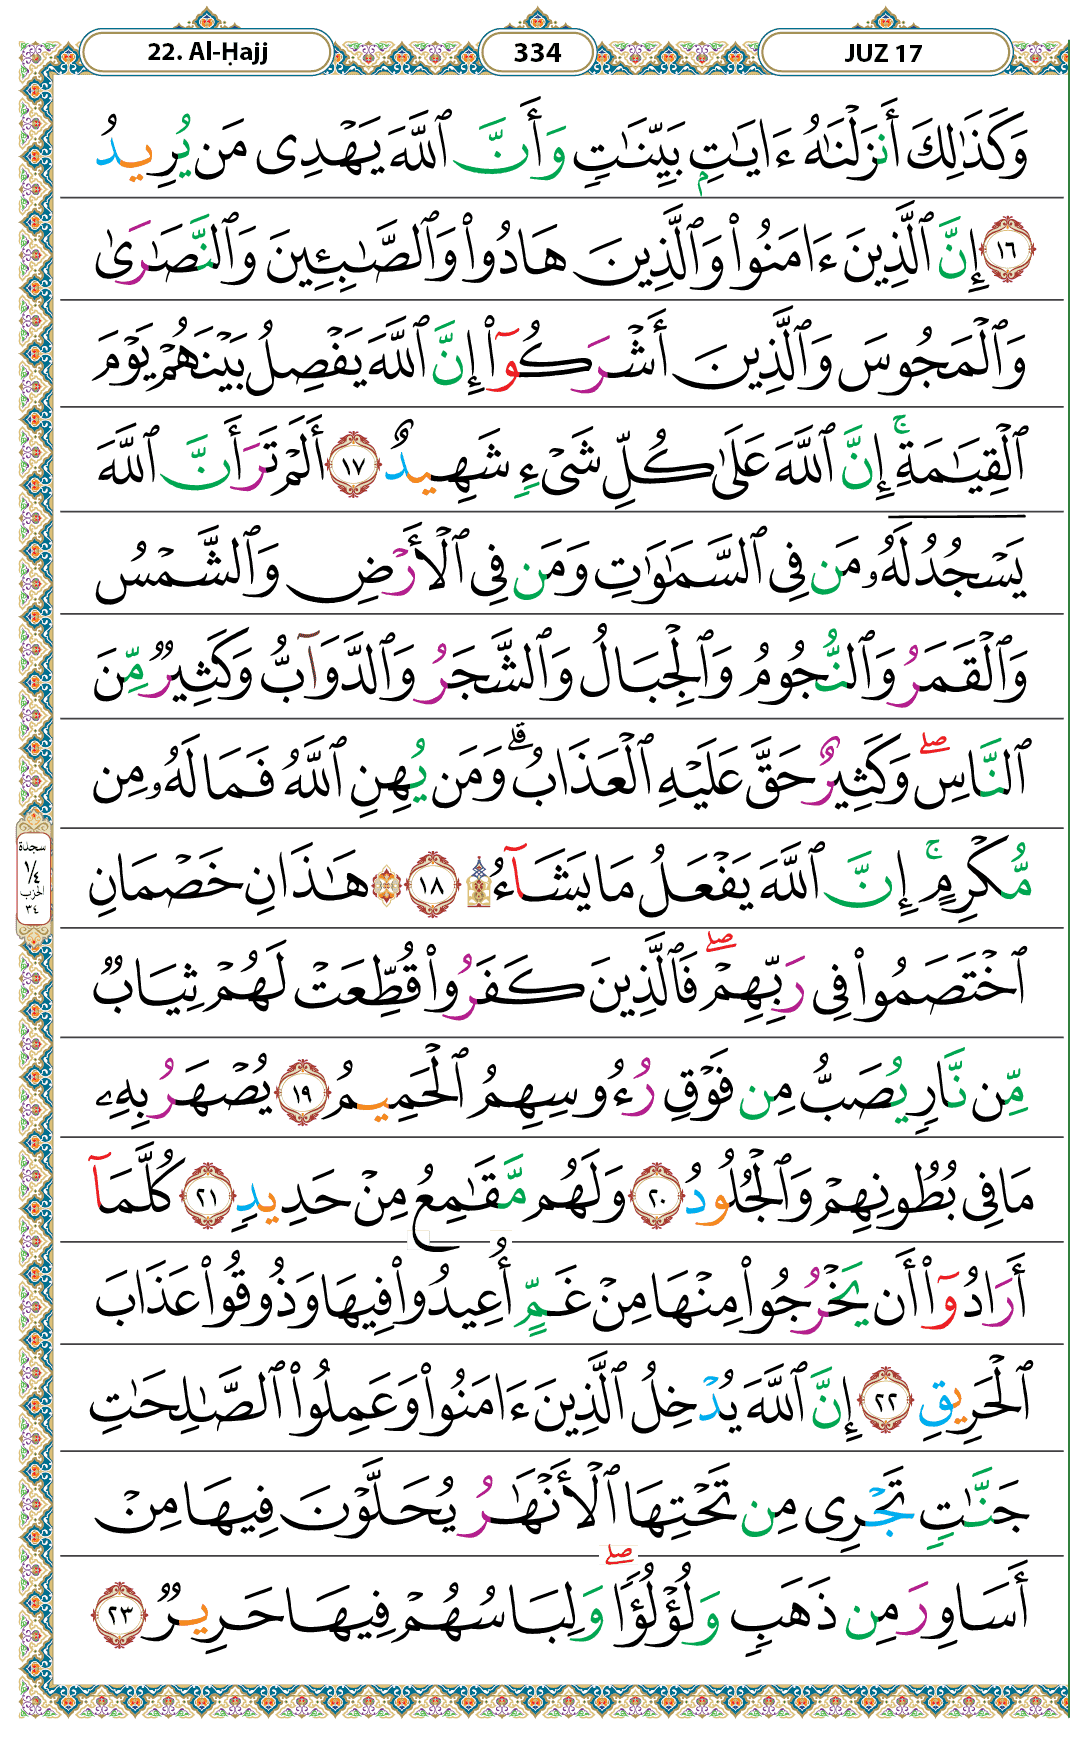 22. Al-Ḥajj
334
JUZ 17
وَكَذَٰلِكَ أَنزَلْنَٰهُ ءَايَٰتٍۭ بَيِّنَٰتٍ وَأَنَّ ٱللَّهَ يَهْدِى مَن يُرِيدُ
١٦ إِنَّ ٱلَّذِينَ ءَامَنُوا۟ وَٱلَّذِينَ هَادُوا۟ وَٱلصَّٰبِـِٔينَ وَٱلنَّصَٰرَىٰ
وَٱلْمَجُوسَ وَٱلَّذِينَ أَشْرَكُوٓا۟ إِنَّ ٱللَّهَ يَفْصِلُ بَيْنَهُمْ يَوْمَ
ٱلْقِيَٰمَةِ ۚ إِنَّ ٱللَّهَ عَلَىٰ كُلِّ شَىْءٍ شَهِيدٌ ١٧ أَلَمْ تَرَ أَنَّ ٱللَّهَ
يَسْجُدُ لَهُۥ مَن فِى ٱلسَّمَٰوَٰتِ وَمَن فِى ٱلْأَرْضِ وَٱلشَّمْسُ
وَٱلْقَمَرُ وَٱلنُّجُومُ وَٱلْجِبَالُ وَٱلشَّجَرُ وَٱلدَّوَآبُّ وَكَثِيرٌ مِّنَ
ٱلنَّاسِ ۖ وَكَثِيرٌ حَقَّ عَلَيْهِ ٱلْعَذَابُ ۗ وَمَن يُهِنِ ٱللَّهُ فَمَا لَهُۥ مِن
مُّكْرِمٍ ۚ إِنَّ ٱللَّهَ يَفْعَلُ مَا يَشَآءُ ۩ ١٨ ۞ هَٰذَانِ خَصْمَانِ
سجدة
١/٤
الحزب
٣٤
ٱخْتَصَمُوا۟ فِى رَبِّهِمْ ۖ فَٱلَّذِينَ كَفَرُوا۟ قُطِّعَتْ لَهُمْ ثِيَابٌ
مِّن نَّارٍ يُصَبُّ مِن فَوْقِ رُءُوسِهِمُ ٱلْحَمِيمُ ١٩ يُصْهَرُ بِهِۦ
مَا فِى بُطُونِهِمْ وَٱلْجُلُودُ ٢٠ وَلَهُم مَّقَٰمِعُ مِنْ حَدِيدٍ ٢١ كُلَّمَآ
أَرَادُوٓا۟ أَن يَخْرُجُوا۟ مِنْهَا مِنْ غَمٍّ أُعِيدُوا۟ فِيهَا وَذُوقُوا۟ عَذَابَ
ٱلْحَرِيقِ ٢٢ إِنَّ ٱللَّهَ يُدْخِلُ ٱلَّذِينَ ءَامَنُوا۟ وَعَمِلُوا۟ ٱلصَّٰلِحَٰتِ
جَنَّٰتٍ تَجْرِى مِن تَحْتِهَا ٱلْأَنْهَٰرُ يُحَلَّوْنَ فِيهَا مِنْ
أَسَاوِرَ مِن ذَهَبٍ وَلُؤْلُؤًا ۖ وَلِبَاسُهُمْ فِيهَا حَرِيرٌ ٢٣